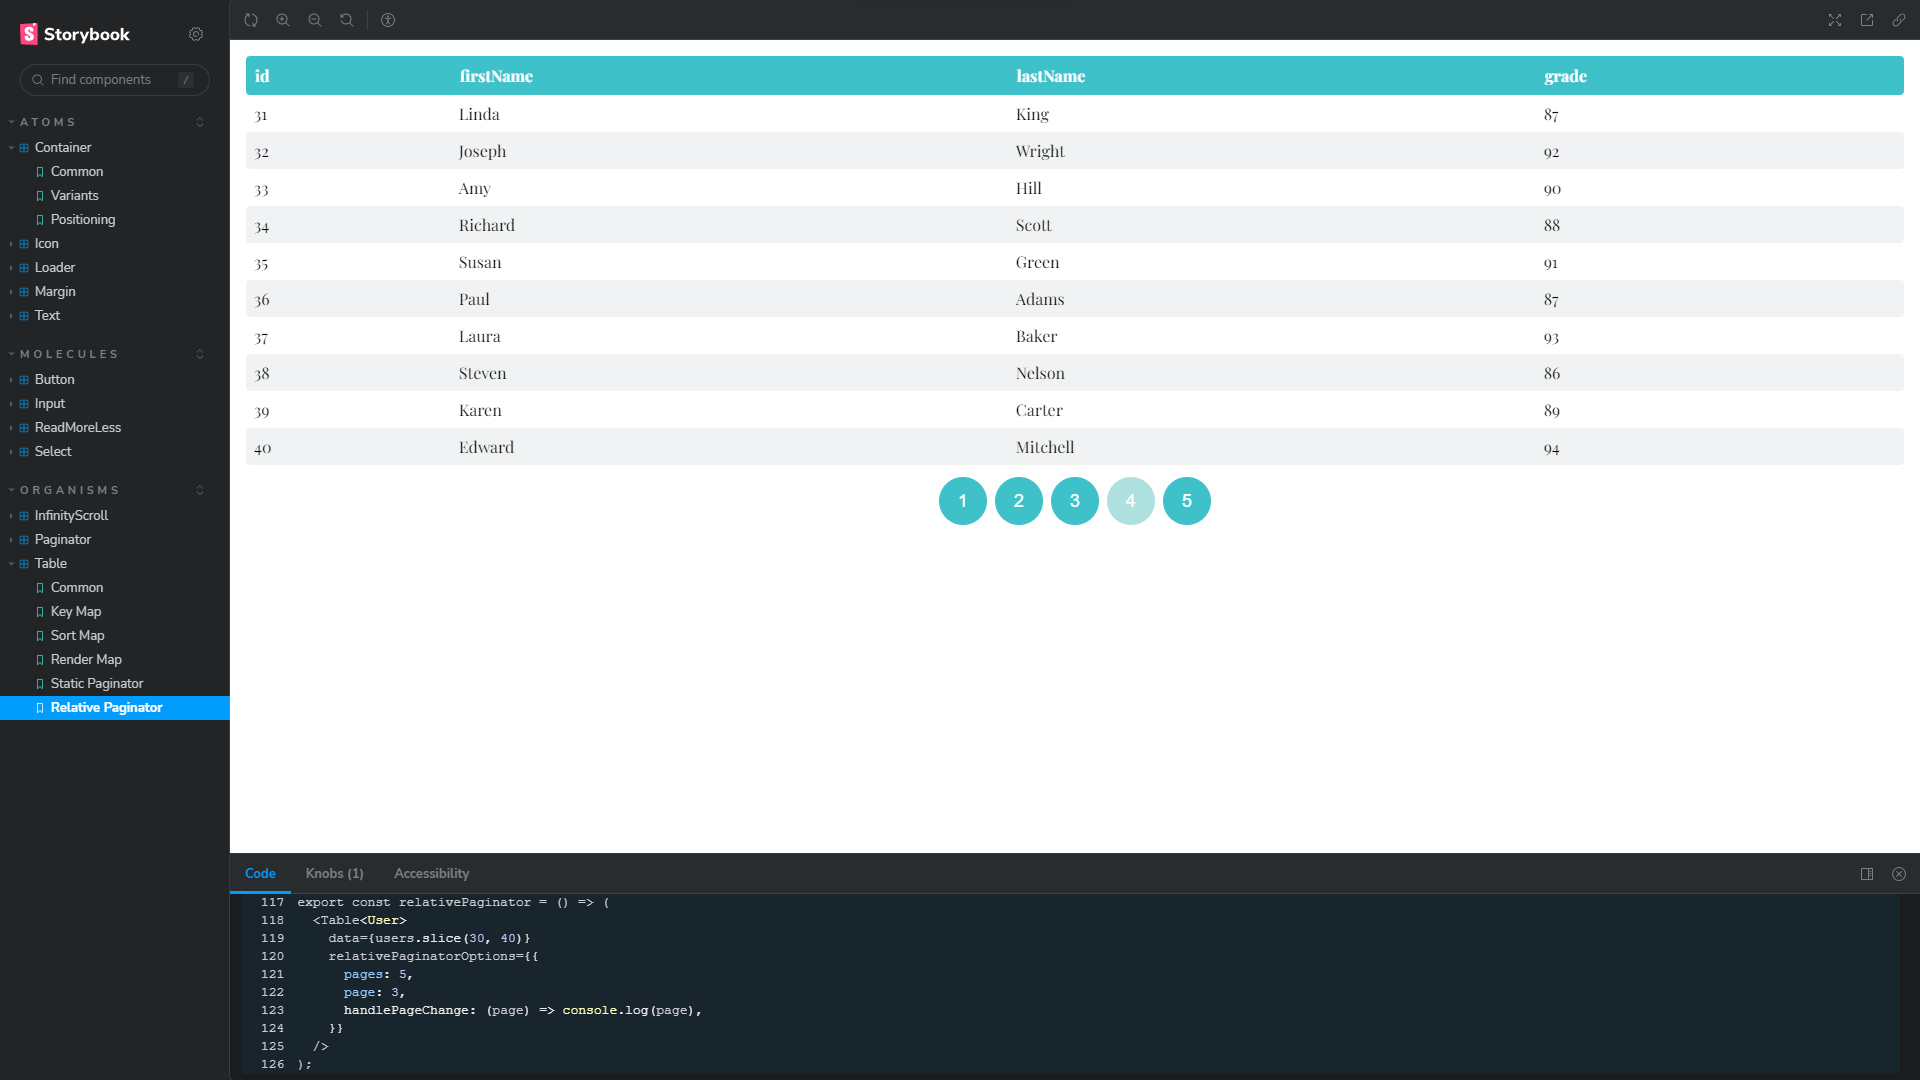 Storybook
Find components /
ATOMS
Container
Common
Variants
Positioning
Icon
Loader
Margin
Text
MOLECULES
Button
Input
ReadMoreLess
Select
ORGANISMS
InfinityScroll
Paginator
Table
Common
Key Map
Sort Map
Render Map
Static Paginator
Relative Paginator
id firstName lastName grade
31 Linda King 87
32 Joseph Wright 92
33 Amy Hill 90
34 Richard Scott 88
35 Susan Green 91
36 Paul Adams 87
37 Laura Baker 93
38 Steven Nelson 86
39 Karen Carter 89
40 Edward Mitchell 94
1 2 3 4 5
Code Knobs (1) Accessibility
117 export const relativePaginator = () => (
118 <Table<User>
119 data={users.slice(30, 40)}
120 relativePaginatorOptions={{
121 pages: 5,
122 page: 3,
123 handlePageChange: (page) => console.log(page),
124 }}
125 />
126 );